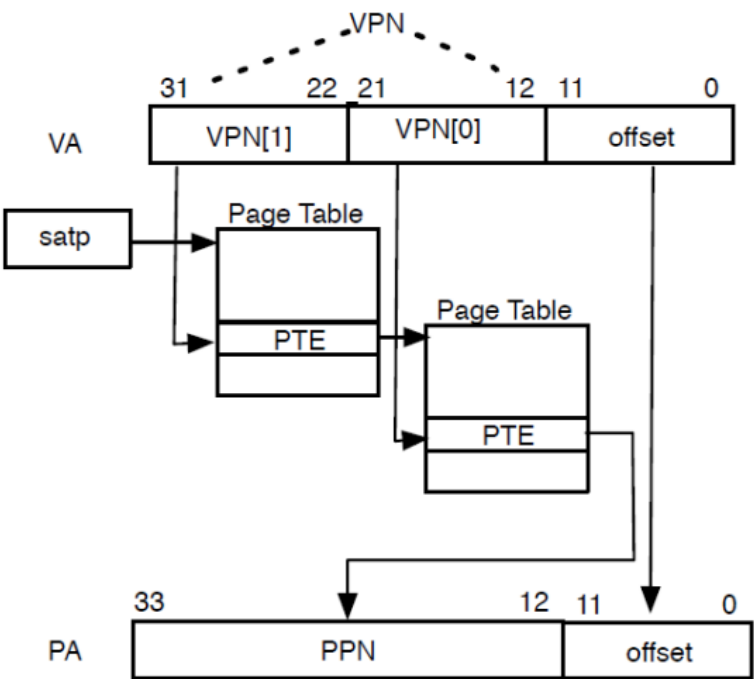 VPN
31 22 21 12 11 0
VA VPN[1] VPN[0] offset
satp
Page Table
PTE
Page Table
PTE
33 12 11 0
PA PPN offset